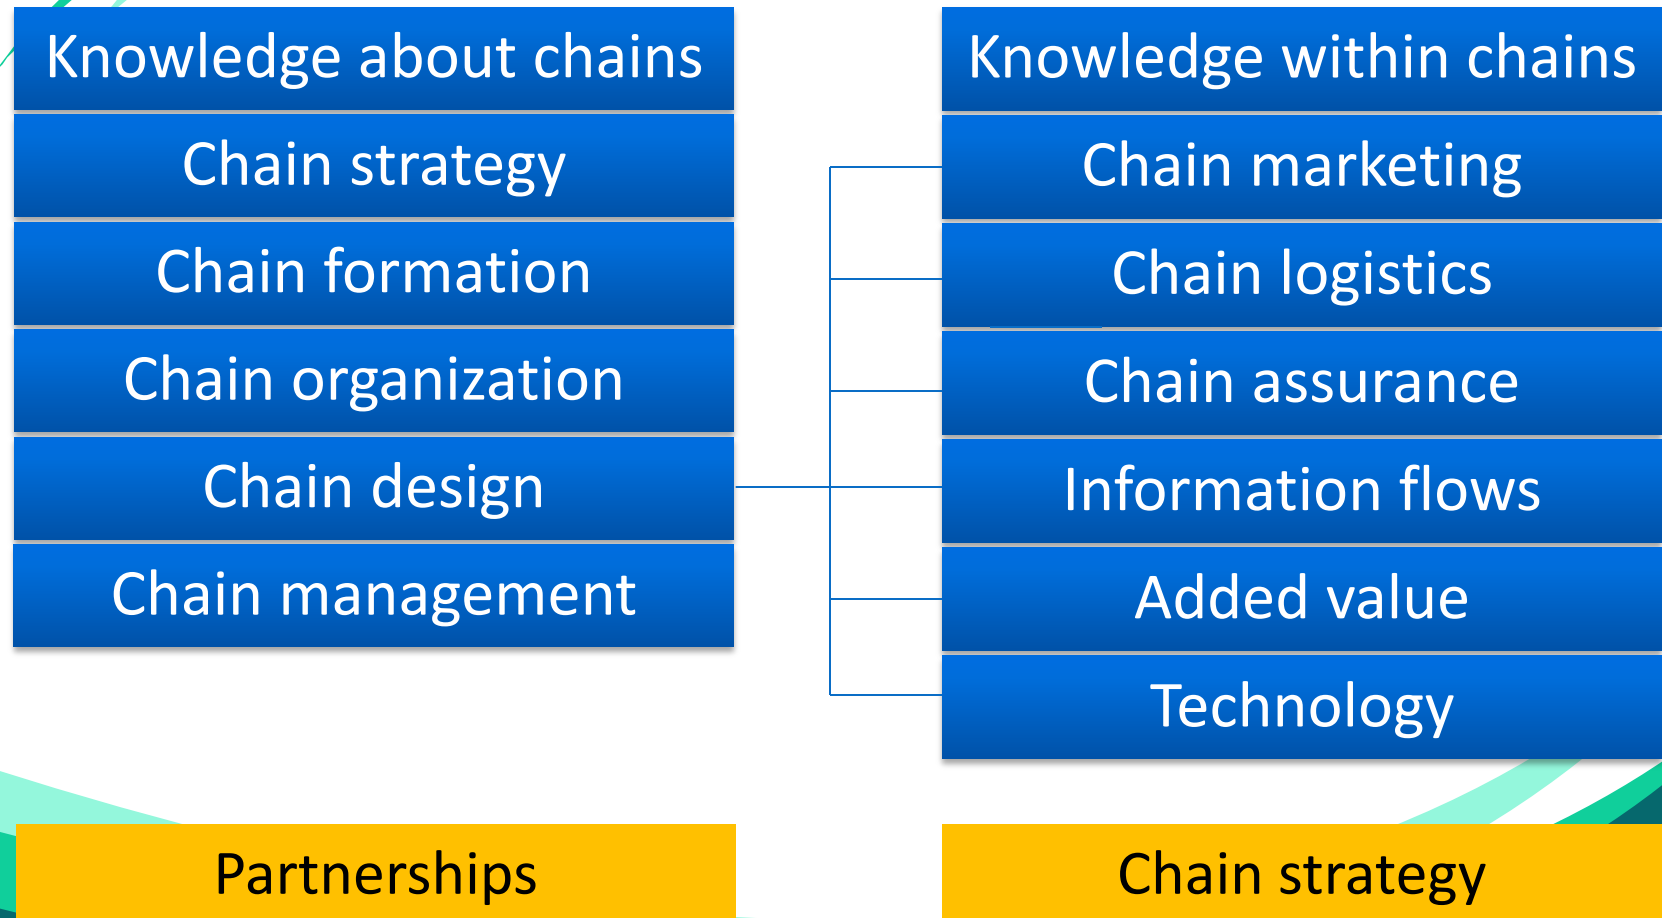 Knowledge about chains
Chain strategy
Chain formation
Chain organization
Chain design
Chain management
Knowledge within chains
Chain marketing
Chain logistics
Chain assurance
Information flows
Added value
Technology
Partnerships
Chain strategy